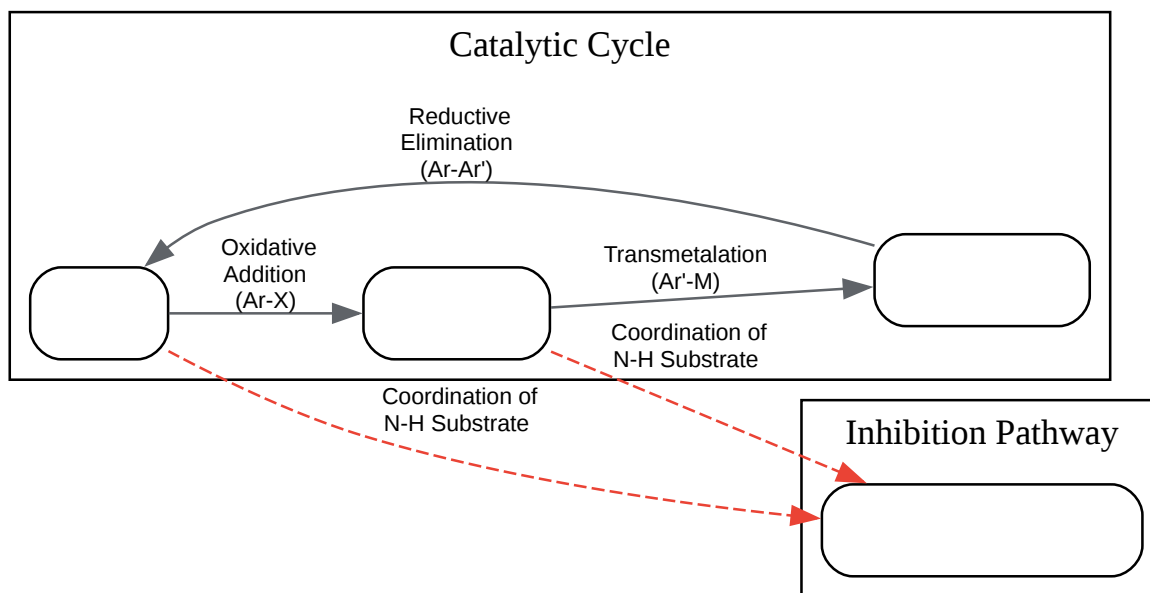 Catalytic Cycle
Reductive
Elimination
(Ar-Ar')
Oxidative
Addition
(Ar-X)
Transmetalation
(Ar'-M)
Coordination of
N-H Substrate
Coordination of
N-H Substrate
Inhibition Pathway